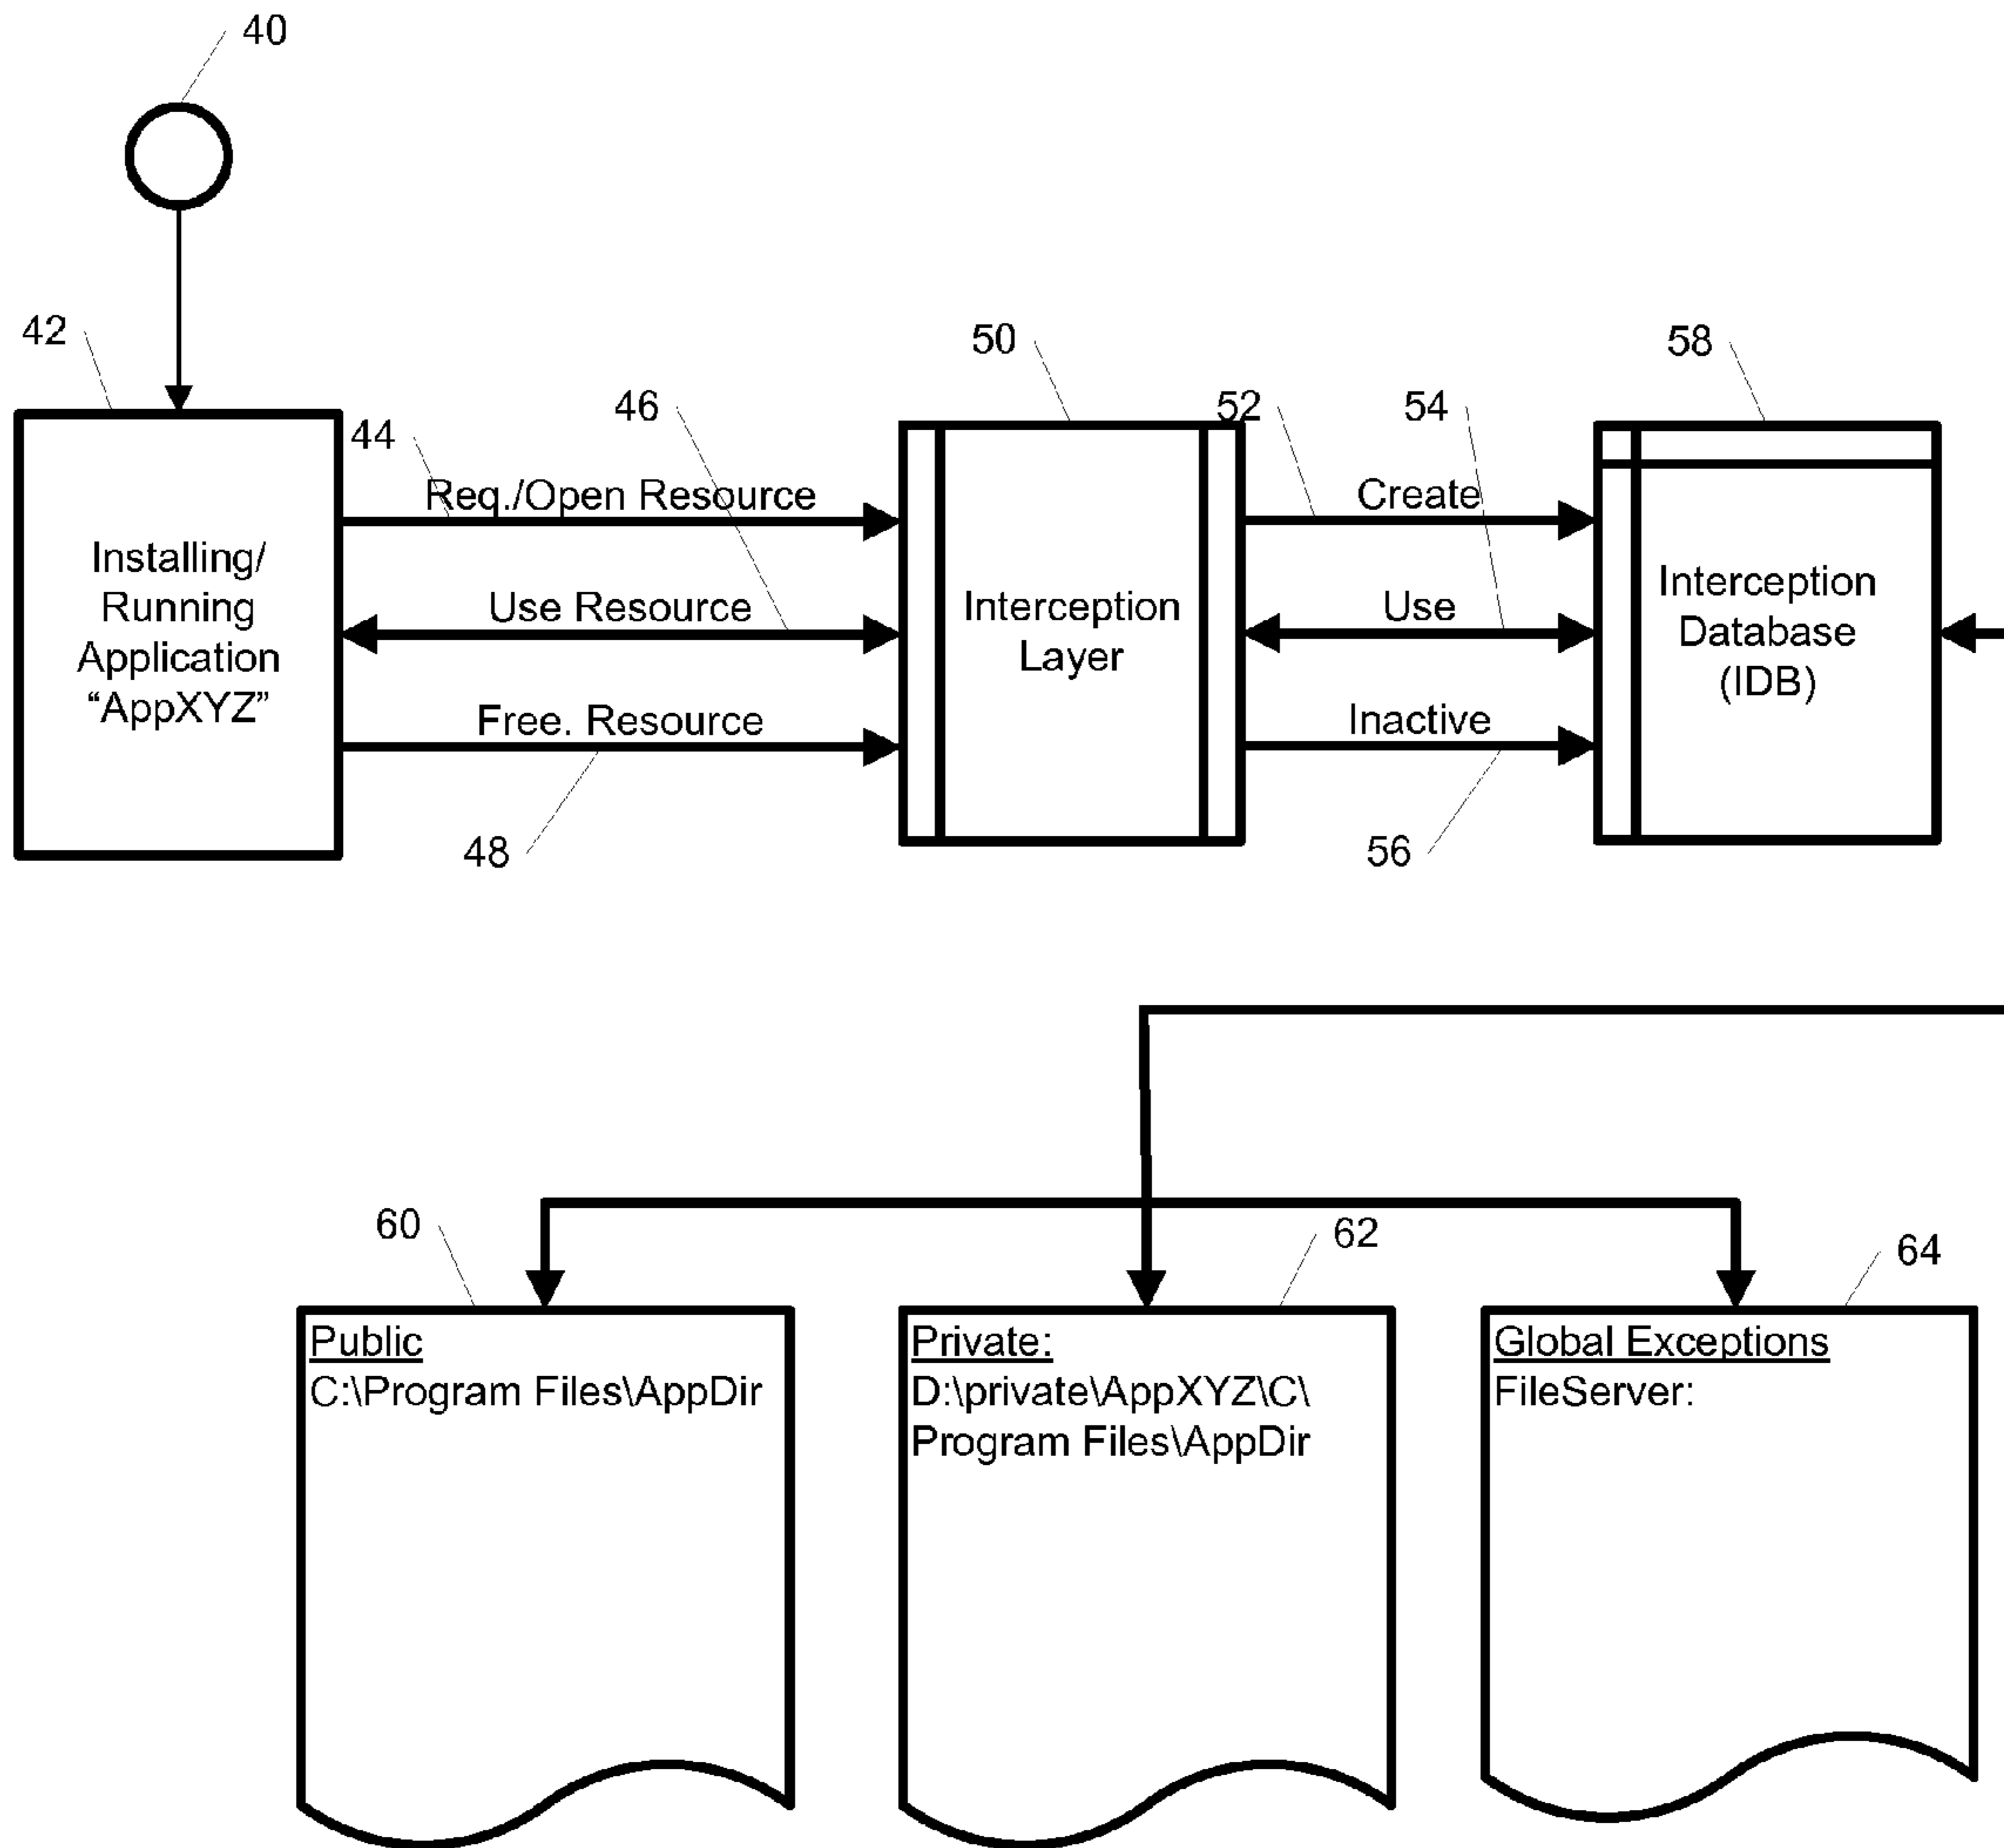 40
42
50
58
44
46
52
54
Req./Open Resource
Create
Installing/
Running
Application
“AppXYZ”
Use Resource
Interception
Layer
Use
Interception
Database
(IDB)
Free. Resource
Inactive
48
56
60
62
64
Public
C:\Program Files\AppDir
Private:
D:\private\AppXYZ\C\
Program Files\AppDir
Global Exceptions
FileServer: